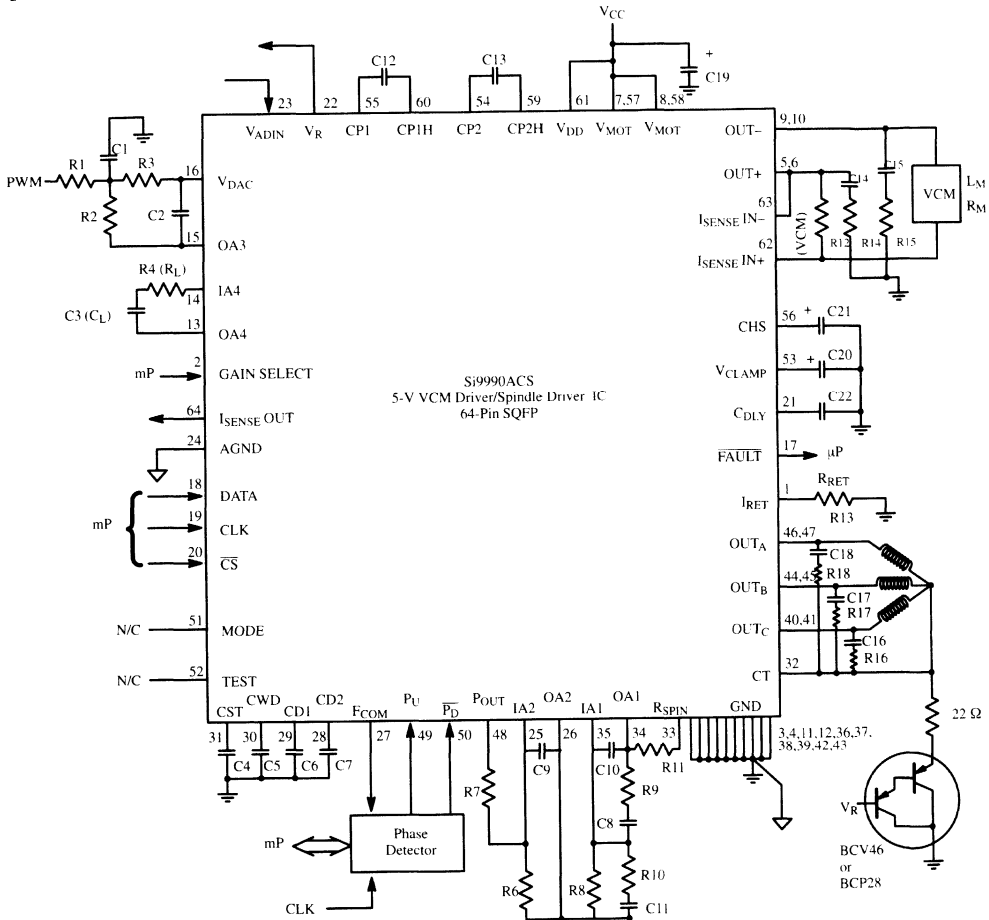 VCC
C12
C13
+
C19
23
22
55
60
54
59
61
7,57
8,58
VADIN
VR
CP1
CP1H
CP2
CP2H
VDD
VMOT
VMOT
9,10
OUT−
C1
R1
R3
16
PWM
VDAC
R2
C2
15
OA3
5,6
OUT+
C14
C15
VCM
LM
RM
63
ISENSE IN−
62
(VCM)
R12
R14
R15
ISENSE IN+
R4 (RL)
14
IA4
C3 (CL)
13
OA4
56
+
C21
CHS
2
mP
GAIN SELECT
53
+
C20
VCLAMP
Si9990ACS
5-V VCM Driver/Spindle Driver IC
64-Pin SQFP
64
ISENSE OUT
21
C22
CDLY
24
AGND
17
FAULT
µP
18
DATA
1
RRET
IRET
R13
mP
19
CLK
46,47
OUTA
C18
20
CS
R18
44,45
OUTB
C17
R17
51
N/C
MODE
40,41
OUTC
C16
R16
32
CT
52
N/C
TEST
CST
CWD
CD1
CD2
FCOM
PU
PD
POUT
IA2
OA2
IA1
OA1
RSPIN
GND
31
30
29
28
27
49
50
48
25
26
35
34
33
3,4,11,12,36,37,
38,39,42,43
22 Ω
C4
C5
C6
C7
C9
C10
R11
R7
R9
C8
VR
mP
Phase
Detector
R6
R8
R10
C11
BCV46
or
BCP28
CLK